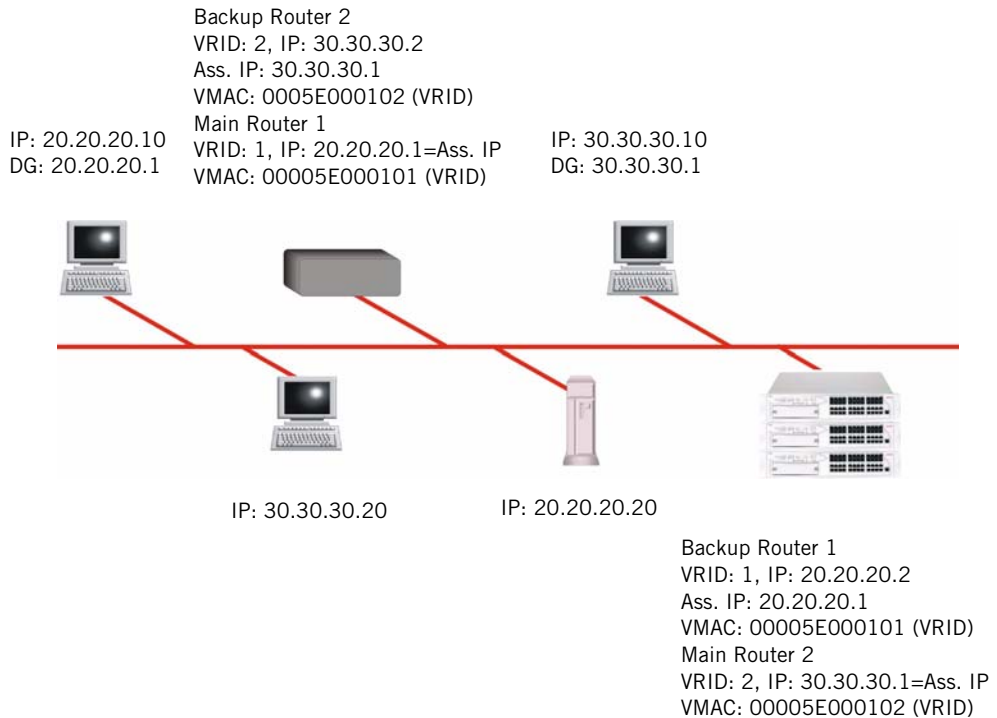 Backup Router 2
VRID: 2, IP: 30.30.30.2
Ass. IP: 30.30.30.1
VMAC: 0005E000102 (VRID)
Main Router 1
VRID: 1, IP: 20.20.20.1=Ass. IP
VMAC: 00005E000101 (VRID)
IP: 20.20.20.10
DG: 20.20.20.1
IP: 30.30.30.10
DG: 30.30.30.1
IP: 30.30.30.20
IP: 20.20.20.20
Backup Router 1
VRID: 1, IP: 20.20.20.2
Ass. IP: 20.20.20.1
VMAC: 00005E000101 (VRID)
Main Router 2
VRID: 2, IP: 30.30.30.1=Ass. IP
VMAC: 00005E000102 (VRID)